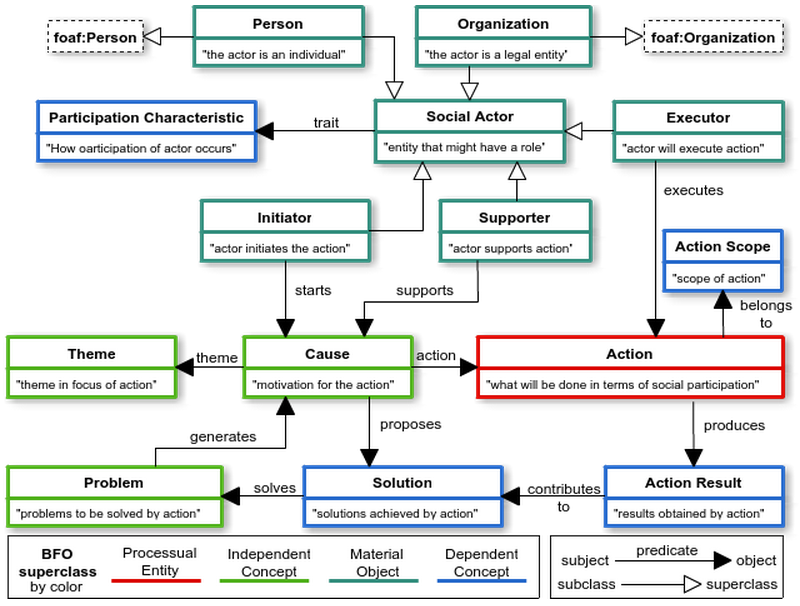 Person
Organization
foaf:Person
"the actor is an individual"
"the actor is a legal entity"
foaf:Organization
Participation Characteristic
"How oarticipation of actor occurs"
trait
Social Actor
"entity that might have a role"
Executor
"actor will execute action"
executes
Initiator
"actor initiates the action"
Supporter
"actor supports action"
Action Scope
"scope of action"
starts
supports
belongs
to
Theme
"theme in focus of action"
theme
Cause
"motivation for the action"
action
Action
"what will be done in terms of social participation"
generates
proposes
produces
Problem
"problems to be solved by action"
solves
Solution
"solutions achieved by action"
contributes
to
Action Result
"results obtained by action"
BFO
superclass
by color
Processual
Entity
Independent
Concept
Material
Object
Dependent
Concept
subject predicate object
subclass superclass